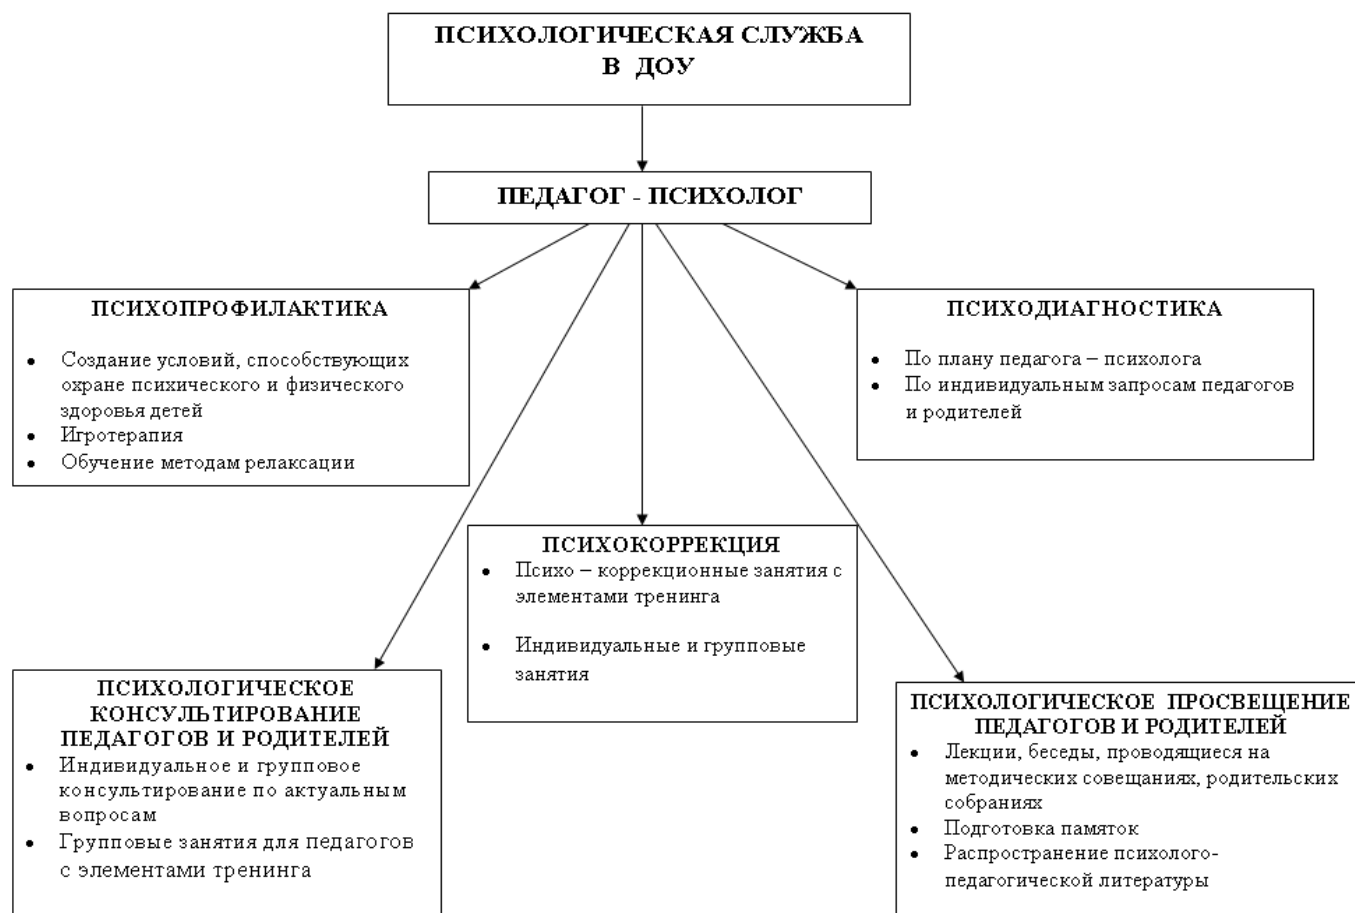 ПСИХОЛОГИЧЕСКАЯ СЛУЖБА
В ДОУ
ПЕДАГОГ - ПСИХОЛОГ
ПСИХОПРОФИЛАКТИКА
• Создание условий, способствующих
охране психического и физического
здоровья детей
• Игротерапия
• Обучение методам релаксации
ПСИХОДИАГНОСТИКА
• По плану педагога – психолога
• По индивидуальным запросам педагогов
и родителей
ПСИХОКОРРЕКЦИЯ
• Психо – коррекционные занятия с
элементами тренинга
• Индивидуальные и групповые
занятия
ПСИХОЛОГИЧЕСКОЕ
КОНСУЛЬТИРОВАНИЕ
ПЕДАГОГОВ И РОДИТЕЛЕЙ
• Индивидуальное и групповое
консультирование по актуальным
вопросам
• Групповые занятия для педагогов
с элементами тренинга
ПСИХОЛОГИЧЕСКОЕ ПРОСВЕЩЕНИЕ
ПЕДАГОГОВ И РОДИТЕЛЕЙ
• Лекции, беседы, проводящиеся на
методических совещаниях, родительских
собраниях
• Подготовка памяток
• Распространение психолого-
педагогической литературы